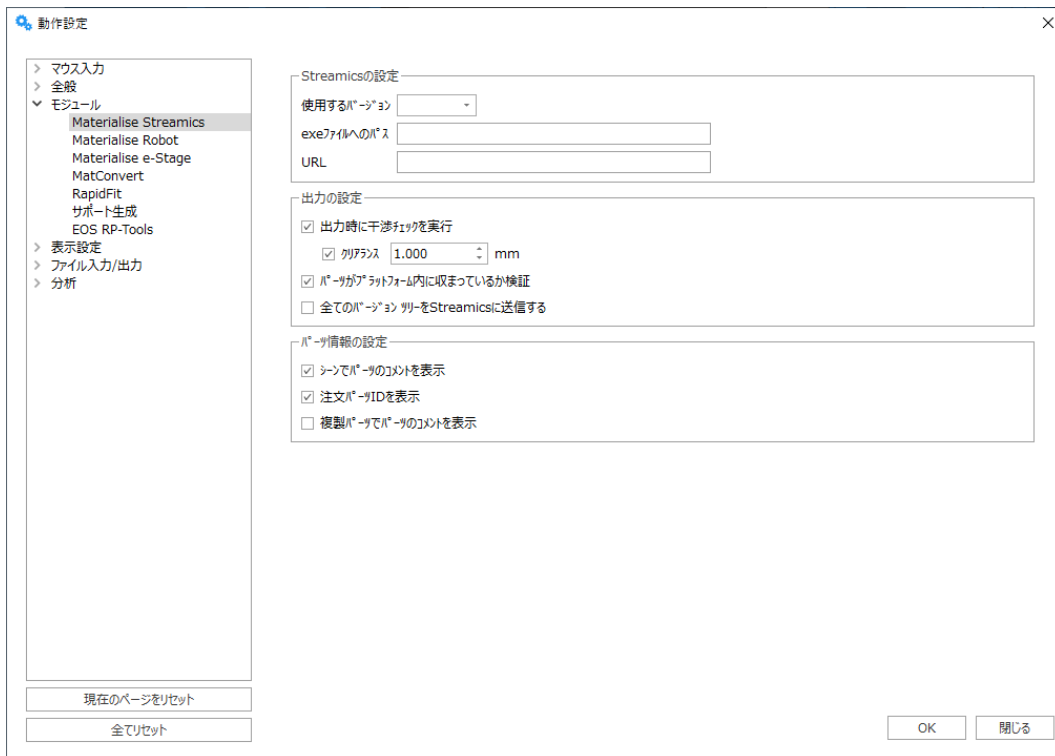 動作設定
マウス入力
全般
モジュール
Materialise Streamics
Materialise Robot
Materialise e-Stage
MatConvert
RapidFit
サポート生成
EOS RP-Tools
表示設定
ファイル入力/出力
分析
現在のページをリセット
全てリセット
Streamicsの設定
使用するﾊﾞｰｼﾞｮﾝ
exeﾌｧｲﾙへのﾊﾟｽ
URL
出力の設定
出力時に干渉ﾁｪｯｸを実行
ｸﾘｱﾗﾝｽ 1.000 mm
ﾊﾟｰﾂがﾌﾟﾗｯﾄﾌｫｰﾑ内に収まっているか検証
全てのﾊﾞｰｼﾞｮﾝ ﾂﾘｰをStreamicsに送信する
ﾊﾟｰﾂ情報の設定
ｼｰﾝでﾊﾟｰﾂのｺﾒﾝﾄを表示
注文ﾊﾟｰﾂIDを表示
複製ﾊﾟｰﾂでﾊﾟｰﾂのｺﾒﾝﾄを表示
OK 閉じる